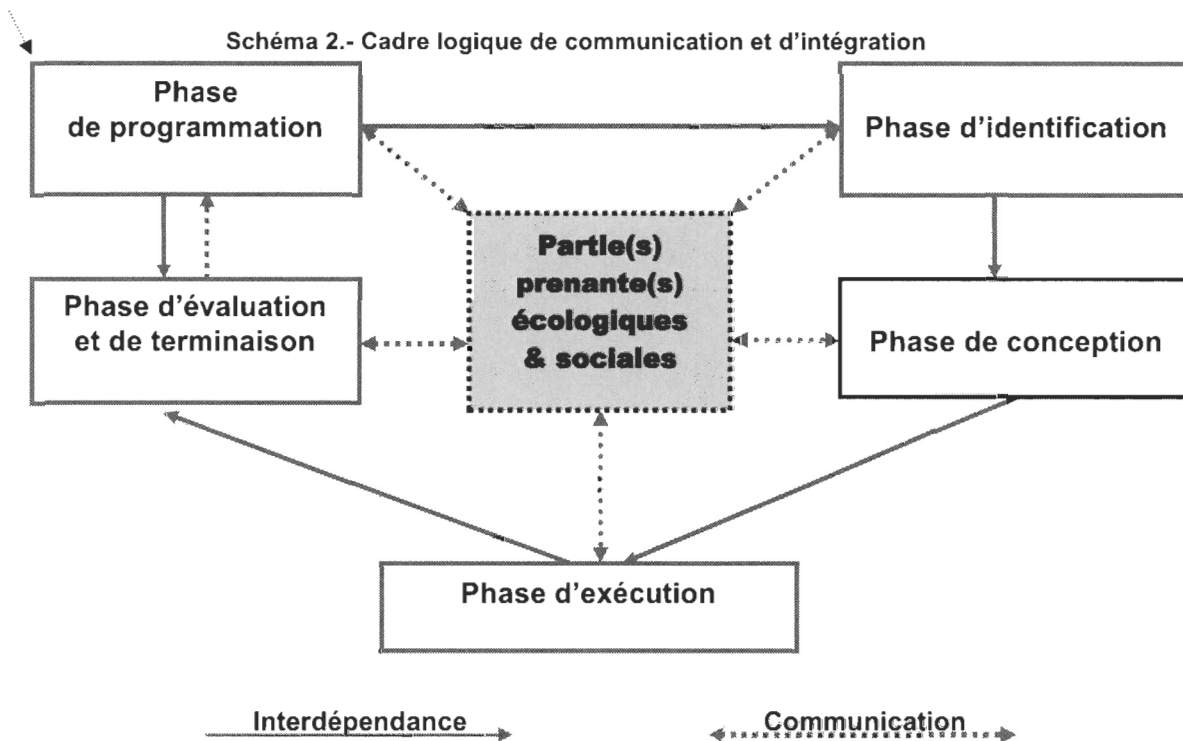 Schéma 2.- Cadre logique de communication et d'intégration
Phase
de programmation
Phase d'identification
Partie(s)
prenante(s)
écologiques
& sociales
Phase d'évaluation
et de terminaison
Phase de conception
Phase d'exécution
Interdépendance
Communication